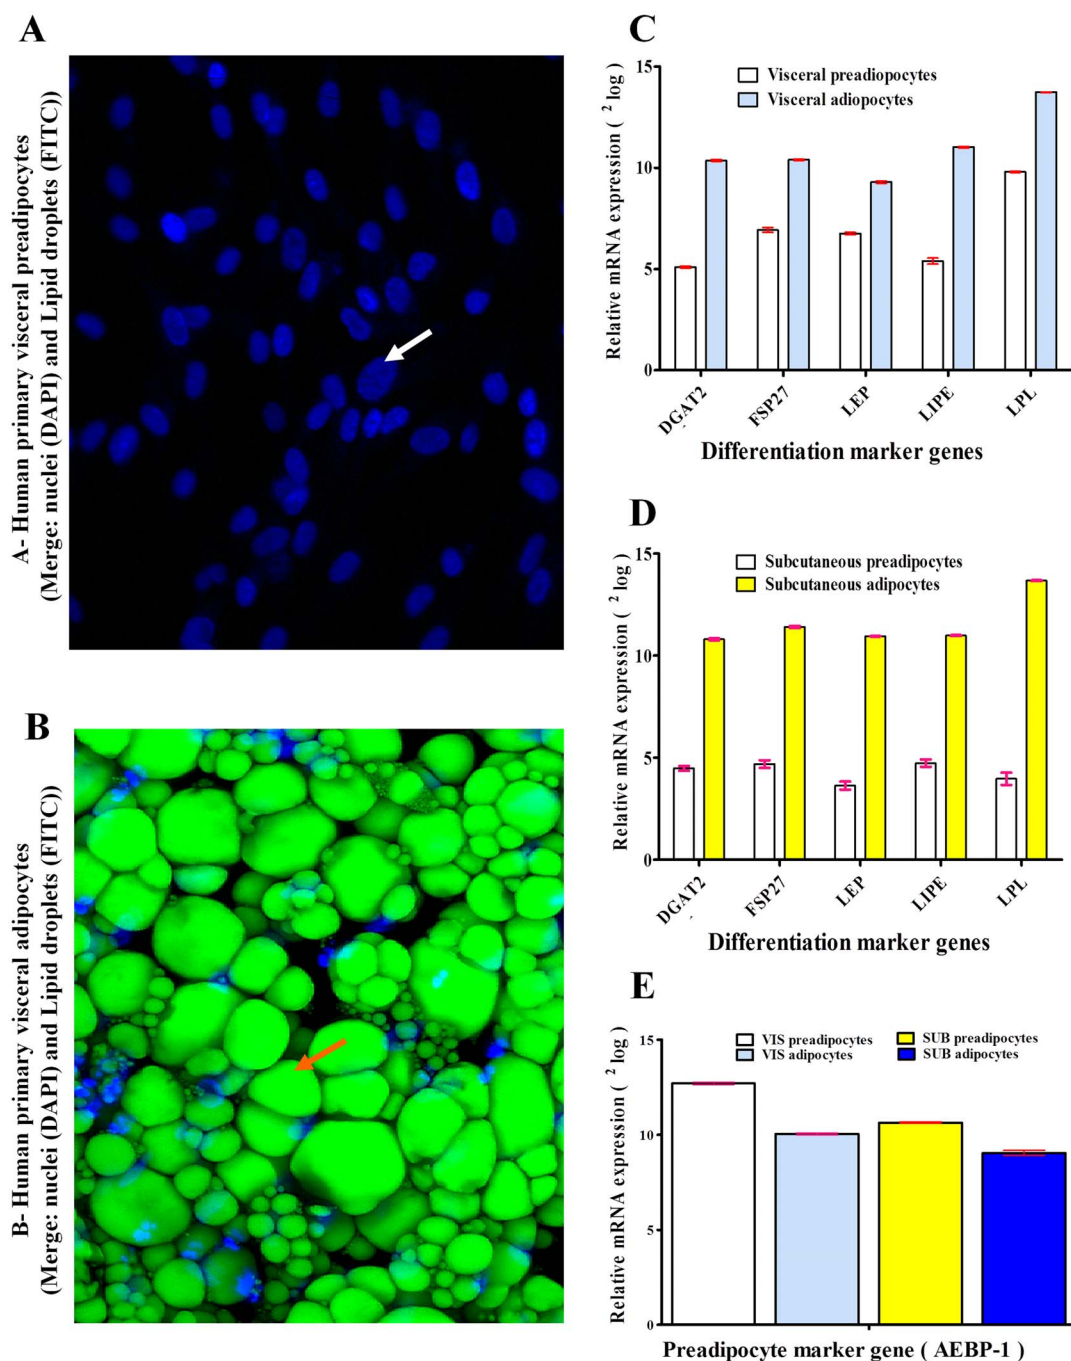 A
A- Human primary visceral preadipocytes
(Merge: nuclei (DAPI) and Lipid droplets (FITC))
B
B- Human primary visceral adipocytes
(Merge: nuclei (DAPI) and Lipid droplets (FITC))
C
Visceral preadiopocytes
Visceral adiopocytes
Relative mRNA expression ( ² log )
15
10
5
0
DGAT2
FSP27
LEP
LIPE
LPL
Differentiation marker genes
D
Subcutaneous preadipocytes
Subcutaneous adipocytes
Relative mRNA expression ( ² log )
15
10
5
0
DGAT2
FSP27
LEP
LIPE
LPL
Differentiation marker genes
E
VIS preadipocytes
VIS adipocytes
SUB preadipocytes
SUB adipocytes
Relative mRNA expression ( ² log )
15
10
5
0
Preadipocyte marker gene ( AEBP-1 )